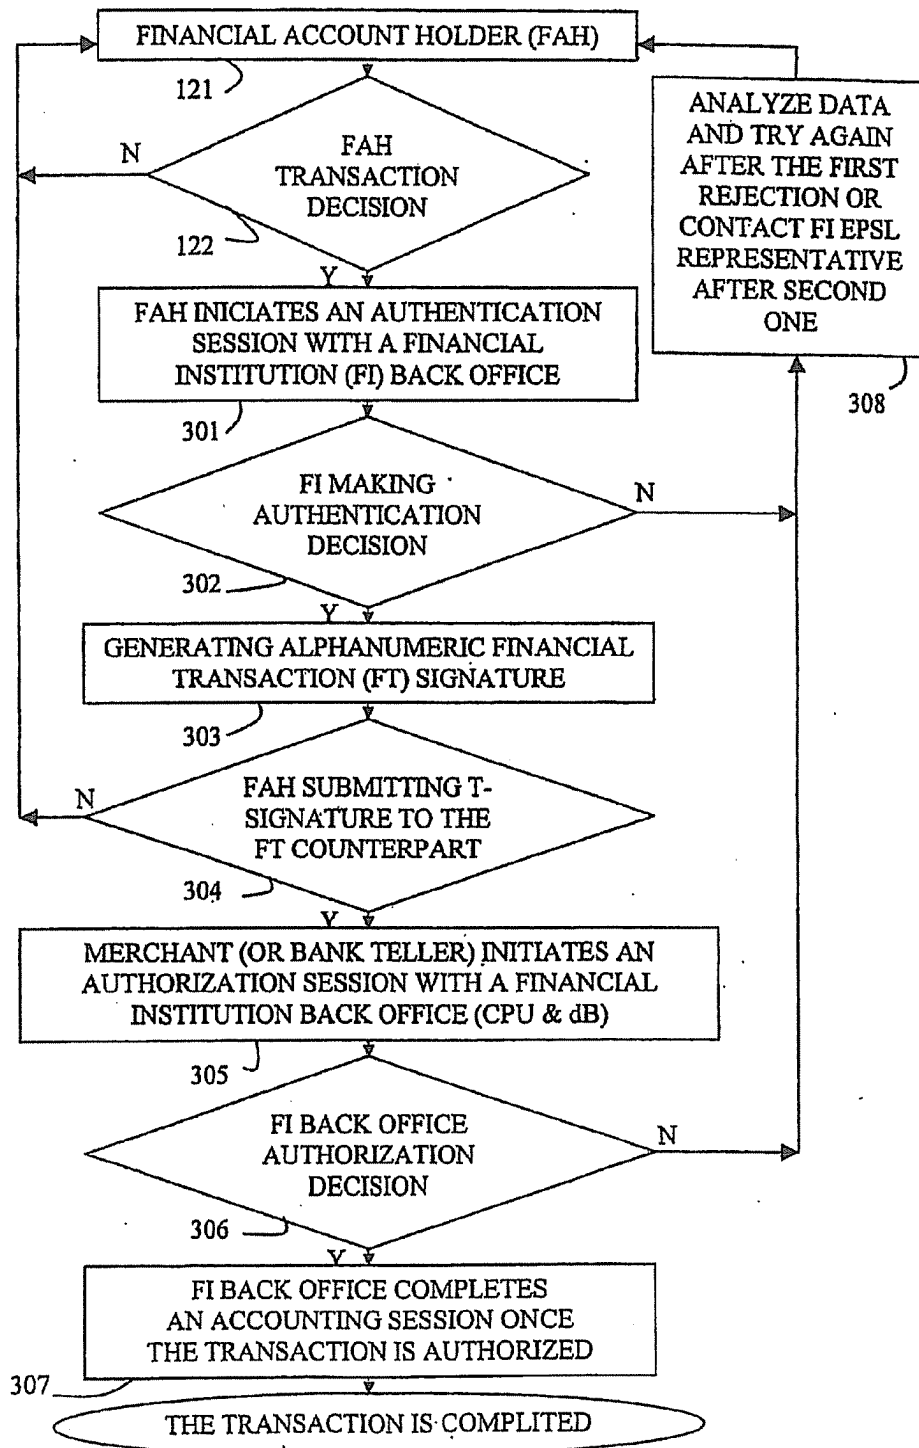 FINANCIAL ACCOUNT HOLDER (FAH)
121
ANALYZE DATA
AND TRY AGAIN
AFTER THE FIRST
REJECTION OR
CONTACT FI EPSL
REPRESENTATIVE
AFTER SECOND
ONE
308
N
FAH
TRANSACTION
DECISION
122
Y
FAH INICIATES AN AUTHENTICATION
SESSION WITH A FINANCIAL
INSTITUTION (FI) BACK OFFICE
301
FI MAKING
AUTHENTICATION
DECISION
N
302
Y
GENERATING ALPHANUMERIC FINANCIAL
TRANSACTION (FT) SIGNATURE
303
N
FAH SUBMITTING T-
SIGNATURE TO THE
FT COUNTERPART
304
Y
MERCHANT (OR BANK TELLER) INITIATES AN
AUTHORIZATION SESSION WITH A FINANCIAL
INSTITUTION BACK OFFICE (CPU & dB)
305
FI BACK OFFICE
AUTHORIZATION
DECISION
N
306
Y
FI BACK OFFICE COMPLETES
AN ACCOUNTING SESSION ONCE
THE TRANSACTION IS AUTHORIZED
307
THE TRANSACTION IS COMPLITED